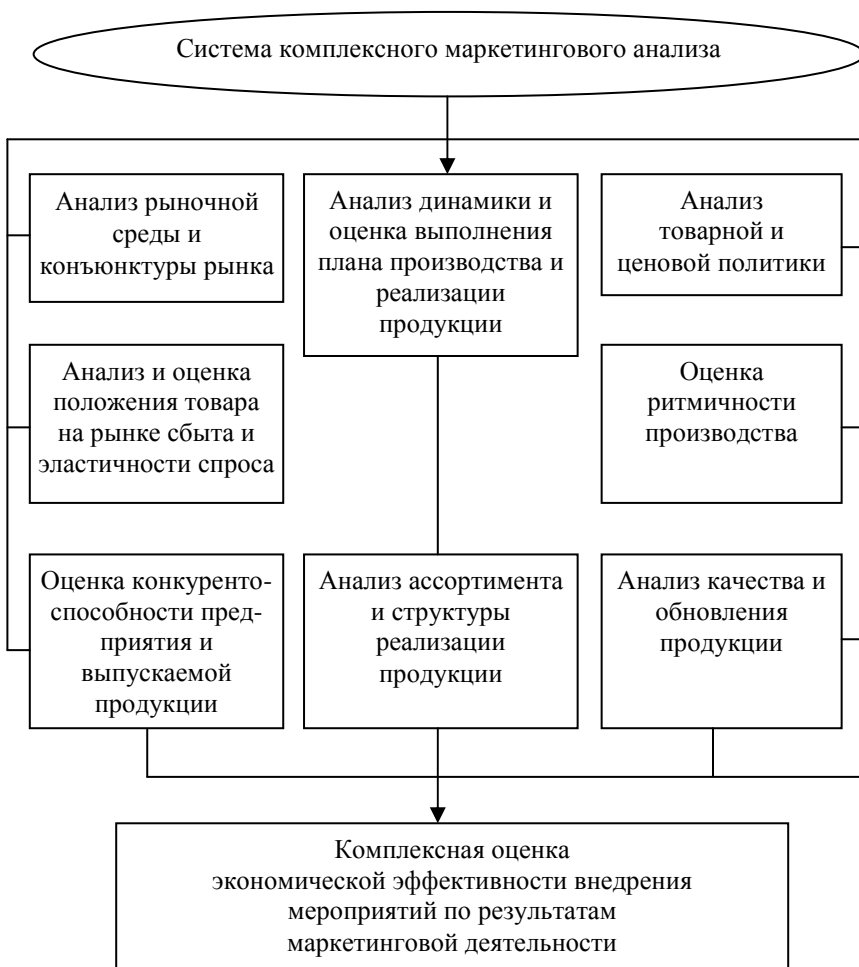 Система комплексного маркетингового анализа
Анализ рыночной
среды и
конъюнктуры рынка
Анализ динамики и
оценка выполнения
плана производства и
реализации
продукции
Анализ
товарной и
ценовой политики
Анализ и оценка
положения товара
на рынке сбыта и
эластичности спроса
Оценка
ритмичности
производства
Оценка конкуренто-
способности пред-
приятия и
выпускаемой
продукции
Анализ ассортимента
и структуры
реализации
продукции
Анализ качества и
обновления
продукции
Комплексная оценка
экономической эффективности внедрения
мероприятий по результатам
маркетинговой деятельности